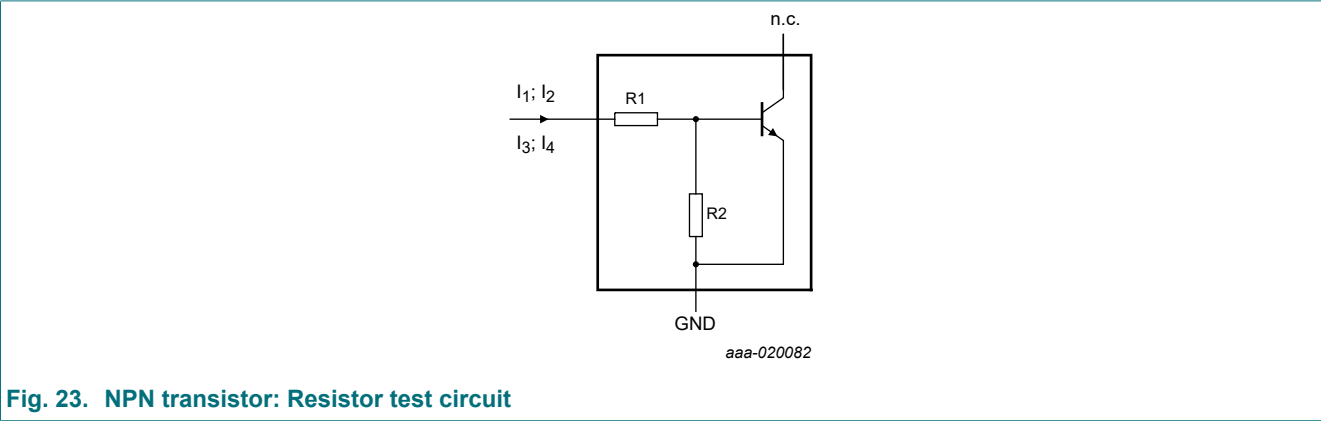 n.c.
I1; I2
R1
I3; I4
R2
GND
aaa-020082
Fig. 23. NPN transistor: Resistor test circuit